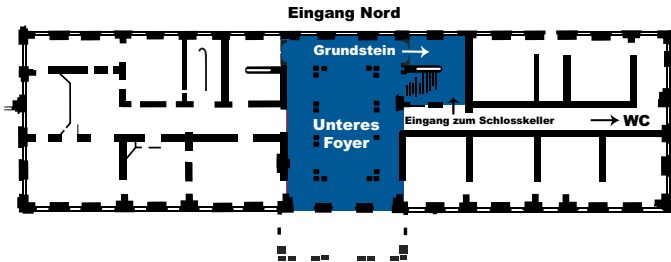 Eingang Nord
Grundstein
Unteres
Foyer
Eingang zum Schlosskeller
WC